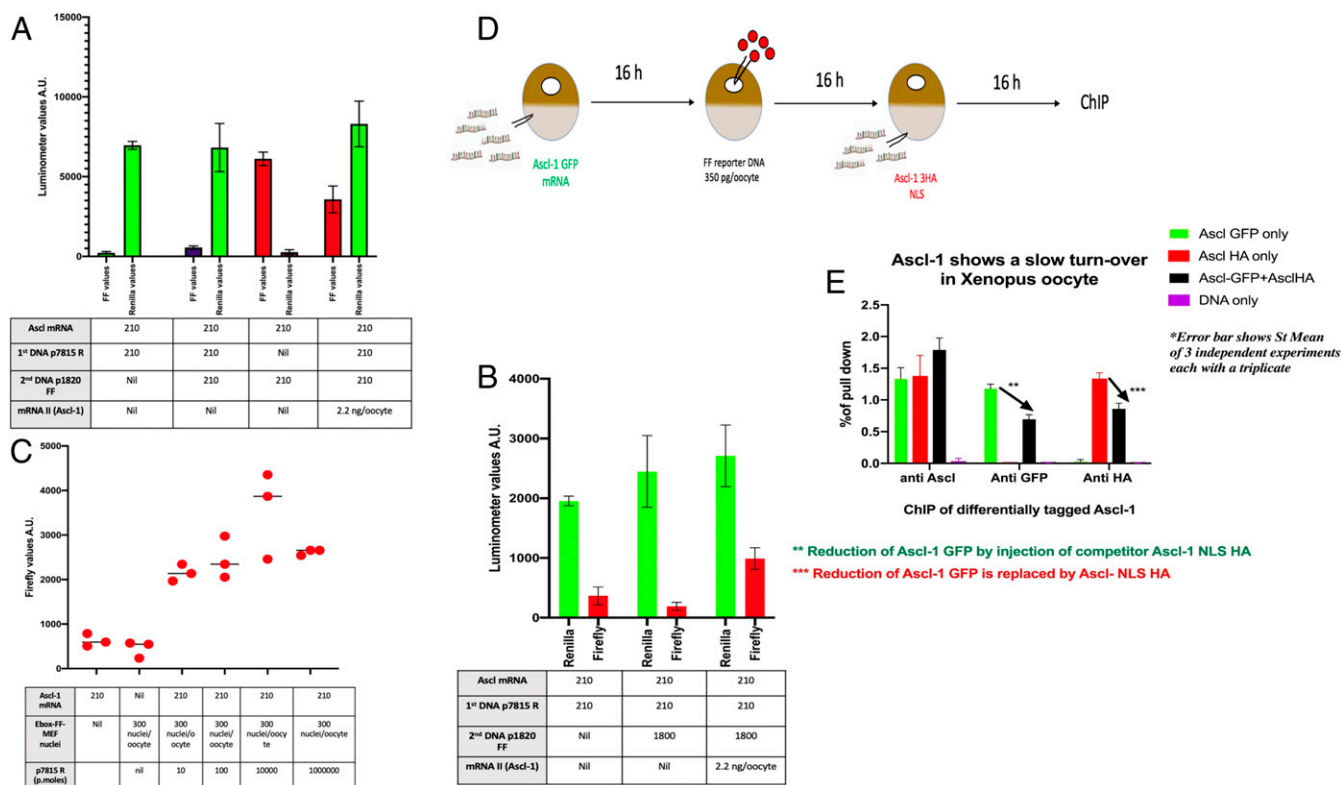 A
15000
10000
5000
0
Luminometer values A.U.
FF values
Renilla values
FF values
Renilla values
FF values
Renilla values
FF values
Renilla values
Ascl mRNA 210 210 210 210
1st DNA p7815 R 210 210 Nil 210
2nd DNA p1820 FF Nil 210 210 210
mRNA II (Ascl-1) Nil Nil Nil 2.2 ng/oocyte
C
5000
4000
3000
2000
1000
0
Firefly values A.U.
Ascl-1 mRNA 210 Nil 210 210 210 210
Ebox-FF-MEF nuclei Nil 300 nuclei/oocyte 300 nuclei/oocyte 300 nuclei/oocyte 300 nuclei/oocyte 300 nuclei/oocyte
p7815 R (p.moles) nil 10 100 10000 1000000
B
4000
3000
2000
1000
0
Luminometer values A.U.
Renilla
Firefly
Renilla
Firefly
Renilla
Firefly
Ascl mRNA 210 210 210
1st DNA p7815 R 210 210 210
2nd DNA p1820 FF Nil 1800 1800
mRNA II (Ascl-1) Nil Nil 2.2 ng/oocyte
D
16 h
16 h
16 h
ChIP
Ascl-1 GFP
mRNA
FF reporter DNA
350 pg/oocyte
Ascl-1 3HA
NLS
E
Ascl-1 shows a slow turn-over
in Xenopus oocyte
2.0
1.5
1.0
0.5
0.0
%of pull down
**
***
anti Ascl
Anti GFP
Anti HA
ChIP of differentially tagged Ascl-1
Ascl GFP only
Ascl HA only
Ascl-GFP+AsclHA
DNA only
*Error bar shows St Mean
of 3 independent experiments
each with a triplicate
** Reduction of Ascl-1 GFP by injection of competitor Ascl-1 NLS HA
*** Reduction of Ascl-1 GFP is replaced by Ascl- NLS HA